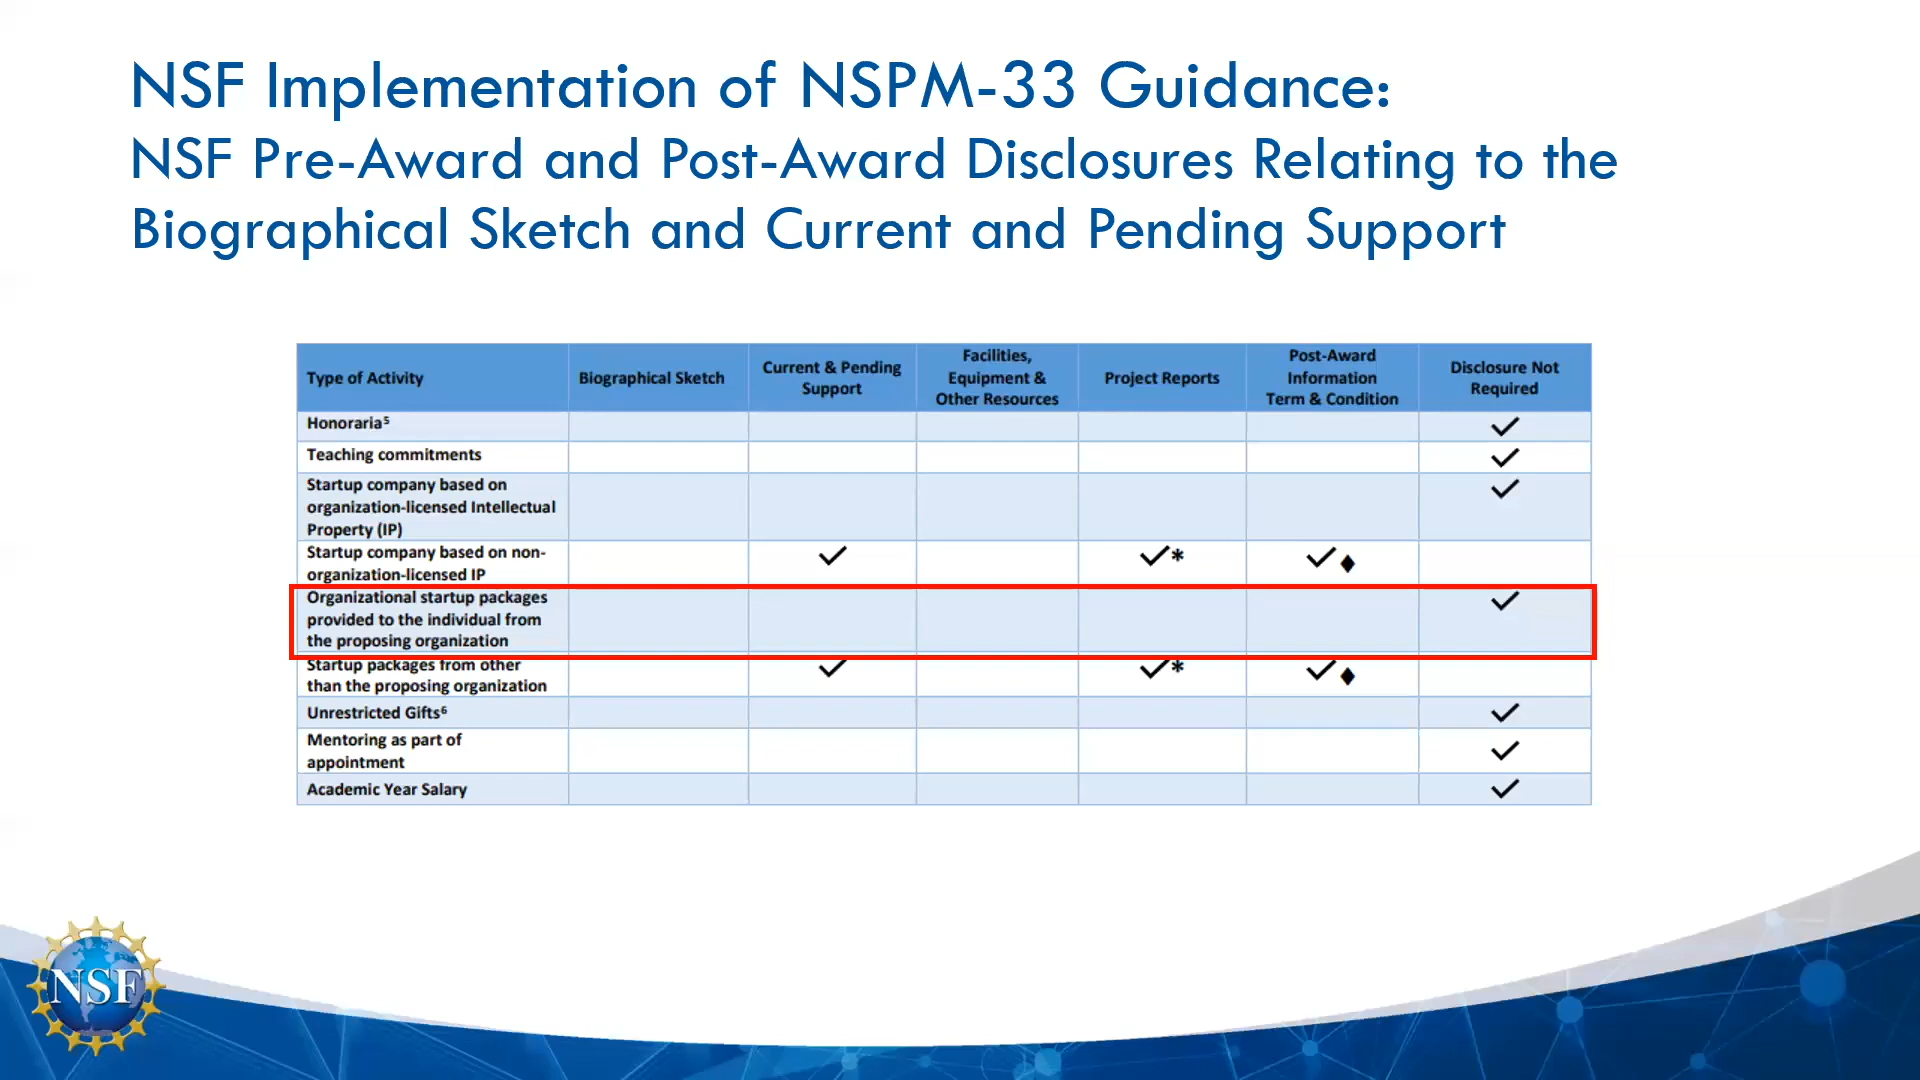 NSF Implementation of NSPM-33 Guidance:
NSF Pre-Award and Post-Award Disclosures Relating to the
Biographical Sketch and Current and Pending Support
Type of Activity
Biographical Sketch
Current & Pending
Support
Facilities,
Equipment &
Other Resources
Project Reports
Post-Award
Information
Term & Condition
Disclosure Not
Required
Honoraria⁵
✓
Teaching commitments
✓
Startup company based on
organization-licensed Intellectual
Property (IP)
✓
Startup company based on non-
organization-licensed IP
✓ ✓* ✓♦
Organizational startup packages
provided to the individual from
the proposing organization
✓
Startup packages from other
than the proposing organization
✓ ✓* ✓♦
Unrestricted Gifts⁶
✓
Mentoring as part of
appointment
✓
Academic Year Salary
✓
NSF